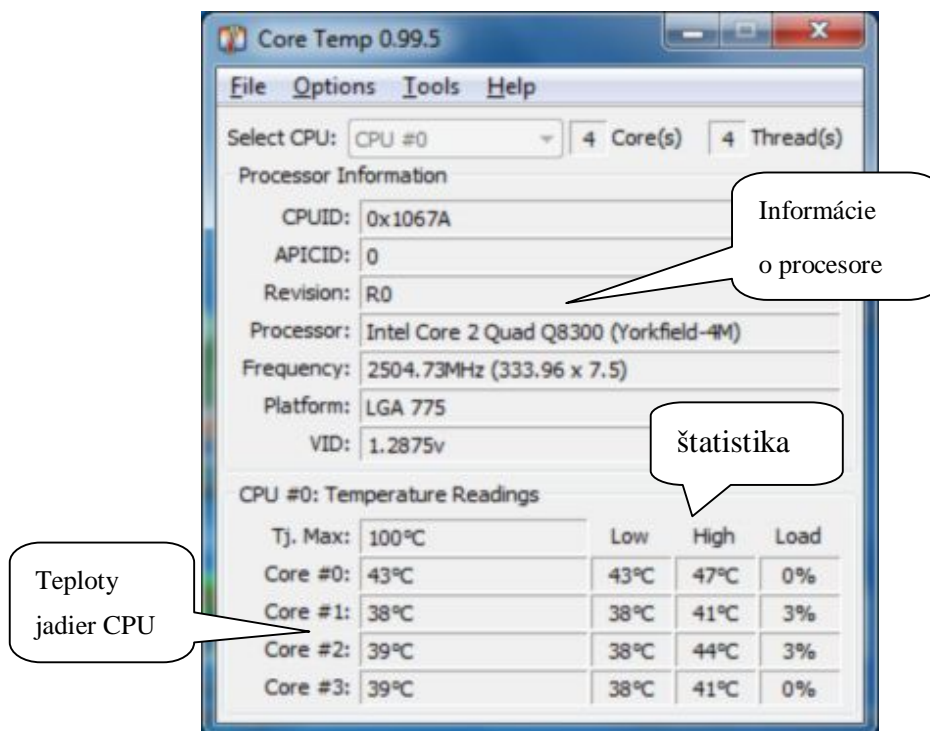 Core Temp 0.99.5
File Options Tools Help
Select CPU: CPU #0 4 Core(s) 4 Thread(s)
Processor Information
CPUID: 0x1067A
APICID: 0
Revision: R0
Processor: Intel Core 2 Quad Q8300 (Yorkfield-4M)
Frequency: 2504.73MHz (333.96 x 7.5)
Platform: LGA 775
VID: 1.2875v
Informácie
o procesore
štatistika
CPU #0: Temperature Readings
Tj. Max: 100°C Low High Load
Core #0: 43°C 43°C 47°C 0%
Core #1: 38°C 38°C 41°C 3%
Core #2: 39°C 38°C 44°C 3%
Core #3: 39°C 38°C 41°C 0%
Teploty
jadier CPU